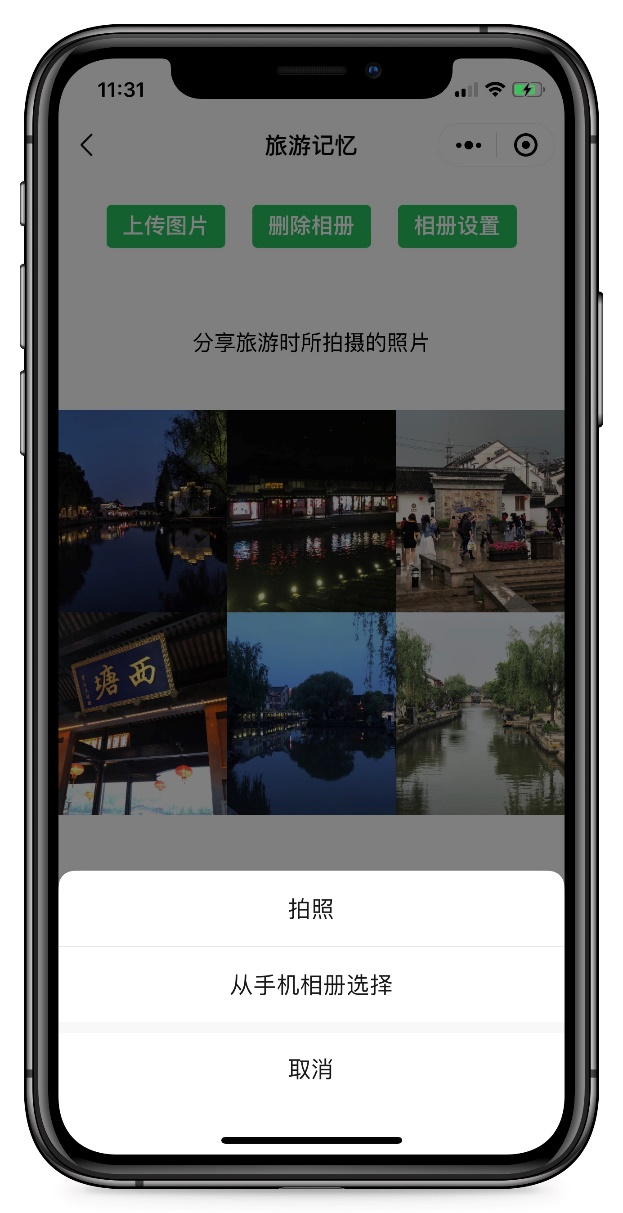 11:31
旅游记忆
上传图片 删除相册 相册设置
分享旅游时所拍摄的照片
西塘
拍照
从手机相册选择
取消